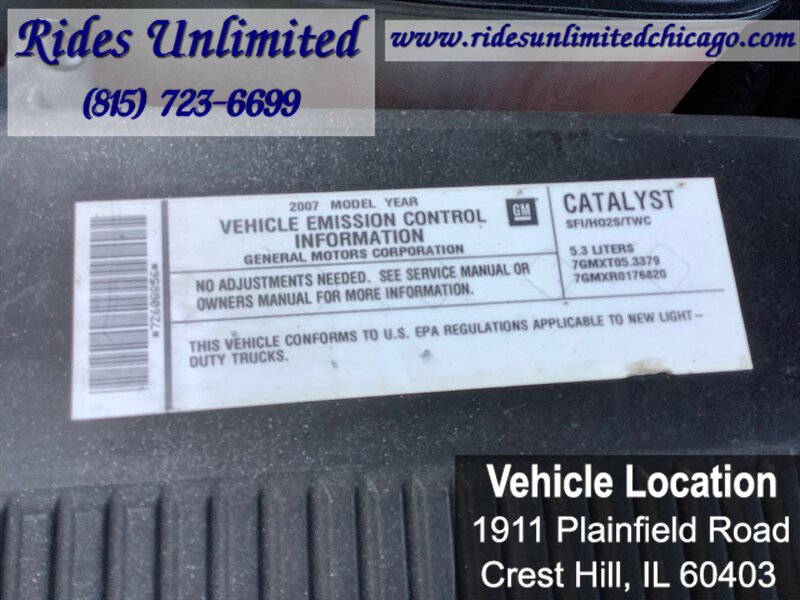 Rides Unlimited
(815) 723-6699
www.ridesunlimitedchicago.com
2007 MODEL YEAR
VEHICLE EMISSION CONTROL
INFORMATION
GENERAL MOTORS CORPORATION
GM
CATALYST
SFI/HO2S/TWC
5.3 LITERS
7GMXT05.3379
7GMXR0176820
NO ADJUSTMENTS NEEDED. SEE SERVICE MANUAL OR
OWNERS MANUAL FOR MORE INFORMATION.
THIS VEHICLE CONFORMS TO U.S. EPA REGULATIONS APPLICABLE TO NEW LIGHT-
DUTY TRUCKS.
Vehicle Location
1911 Plainfield Road
Crest Hill, IL 60403